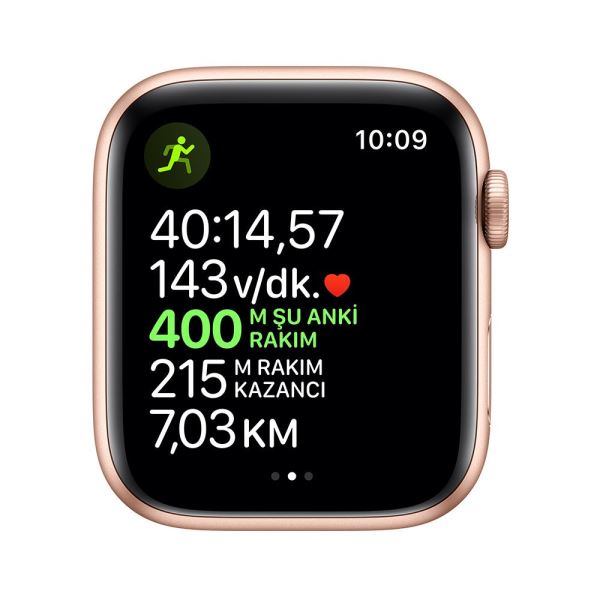 10:09
40:14,57
143 v/dk.
400 M ŞU ANKİ
RAKIM
215 M RAKIM
KAZANCI
7,03 KM